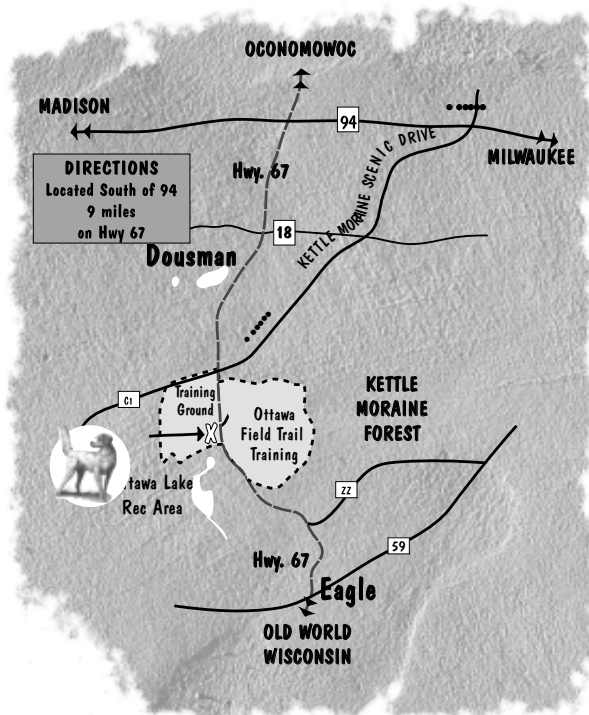 OCONOMOWOC
MADISON
94
MILWAUKEE
DIRECTIONS
Located South of 94
9 miles
on Hwy 67
Hwy. 67
KETTLE MORAINE SCENIC DRIVE
18
Dousman
C1
Training
Ground
X
Ottawa
Field Trail
Training
KETTLE
MORAINE
FOREST
ttawa Lake
Rec Area
ZZ
59
Hwy. 67
Eagle
OLD WORLD
WISCONSIN